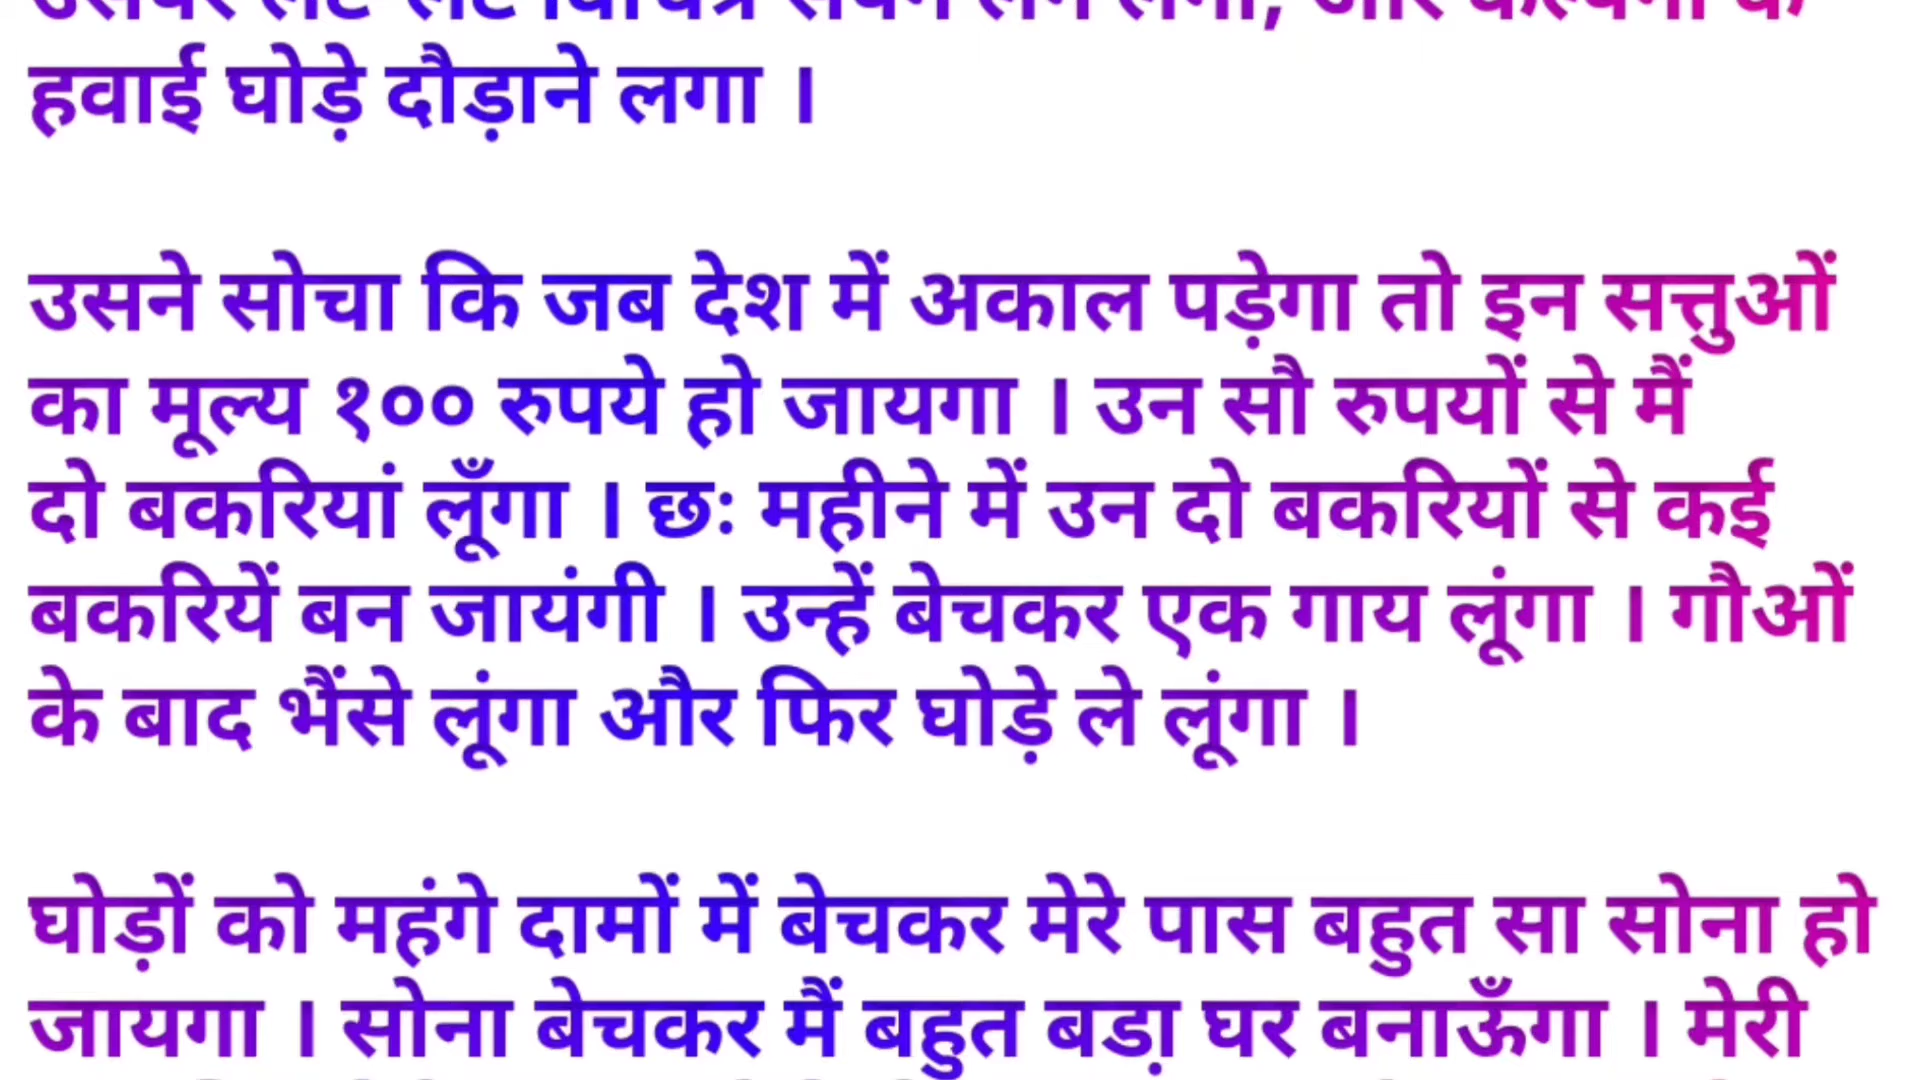 हवाई घोड़े दौड़ाने लगा ।
उसने सोचा कि जब देश में अकाल पड़ेगा तो इन सत्तुओं
का मूल्य १०० रुपये हो जायगा । उन सौ रुपयों से मैं
दो बकरियां लूँगा । छः महीने में उन दो बकरियों से कई
बकरियें बन जायंगी । उन्हें बेचकर एक गाय लूंगा । गौओं
के बाद भैंसे लूंगा और फिर घोड़े ले लूंगा ।
घोड़ों को महंगे दामों में बेचकर मेरे पास बहुत सा सोना हो
जायगा । सोना बेचकर मैं बहुत बडा़ घर बनाऊँगा । मेरी